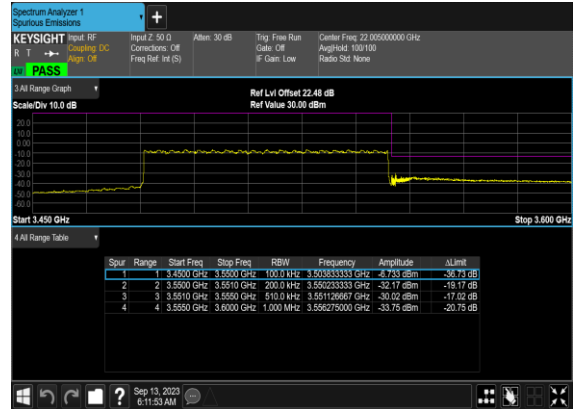 Spectrum Analyzer 1
Spurious Emissions
KEYSIGHT Input: RF Input Z: 50 Ω Atten: 30 dB Trig: Free Run Center Freq: 22.005000000 GHz
R T Coupling: DC Corrections: Off Gate: Off Avg|Hold: 100/100
Align: Off Freq Ref: Int (S) IF Gain: Low Radio Std: None
PASS
3 All Range Graph
Ref Lvl Offset 22.48 dB
Scale/Div 10.0 dB Ref Value 30.00 dBm
20.0
10.0
0.00
-10.0
-20.0
-30.0
-40.0
-50.0
-60.0
Start 3.450 GHz Stop 3.600 GHz
4 All Range Table
Spur Range Start Freq Stop Freq RBW Frequency Amplitude ΔLimit
1 1 3.4500 GHz 3.5500 GHz 100.0 kHz 3.503833333 GHz -6.733 dBm -36.73 dB
2 2 3.5500 GHz 3.5510 GHz 200.0 kHz 3.550233333 GHz -32.17 dBm -19.17 dB
3 3 3.5510 GHz 3.5550 GHz 510.0 kHz 3.551126667 GHz -30.02 dBm -17.02 dB
4 4 3.5550 GHz 3.6000 GHz 1.000 MHz 3.556275000 GHz -33.75 dBm -20.75 dB
Sep 13, 2023
6:11:53 AM